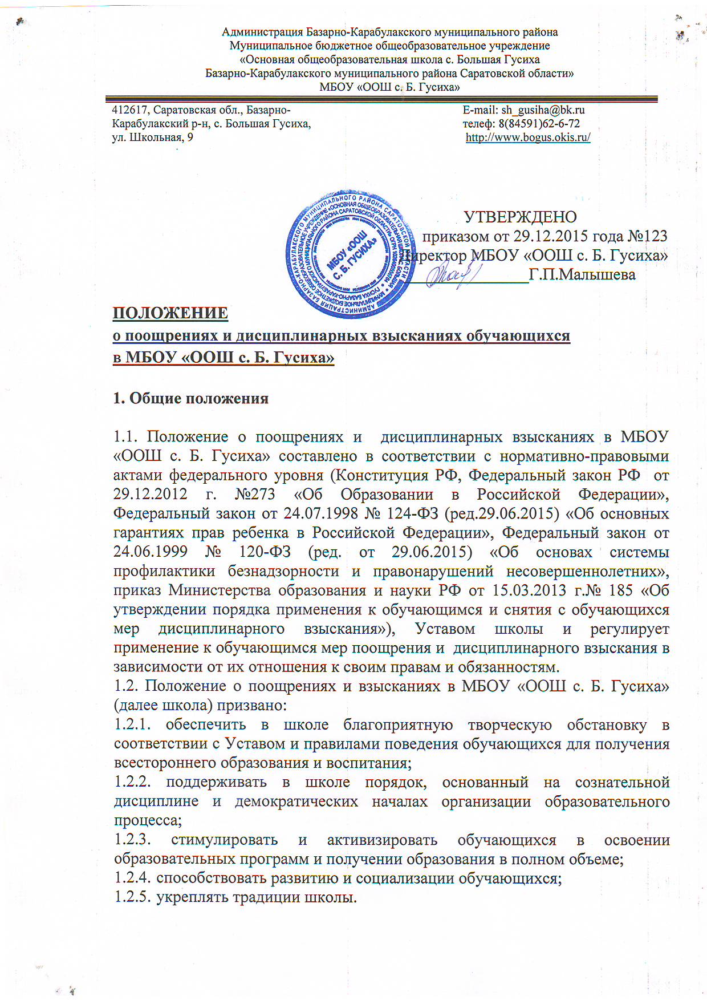 Администрация Базарно-Карабулакского муниципального района
Муниципальное бюджетное общеобразовательное учреждение
«Основная общеобразовательная школа с. Большая Гусиха
Базарно-Карабулакского муниципального района Саратовской области»
МБОУ «ООШ с. Б. Гусиха»
412617, Саратовская обл., Базарно-
Карабулакский р-н, с. Большая Гусиха,
ул. Школьная, 9
E-mail: sh_gusiha@bk.ru
телеф: 8(84591)62-6-72
http://www.bogus.okis.ru/
УТВЕРЖДЕНО
приказом от 29.12.2015 года №123
Директор МБОУ «ООШ с. Б. Гусиха»
Г.П.Малышева
МБОУ «ООШ
С. Б. ГУСИХА»
ПОЛОЖЕНИЕ
о поощрениях и дисциплинарных взысканиях обучающихся
в МБОУ «ООШ с. Б. Гусиха»
1. Общие положения
1.1. Положение о поощрениях и дисциплинарных взысканиях в МБОУ
«ООШ с. Б. Гусиха» составлено в соответствии с нормативно-правовыми
актами федерального уровня (Конституция РФ, Федеральный закон РФ от
29.12.2012 г. №273 «Об Образовании в Российской Федерации»,
Федеральный закон от 24.07.1998 № 124-ФЗ (ред.29.06.2015) «Об основных
гарантиях прав ребенка в Российской Федерации», Федеральный закон от
24.06.1999 № 120-ФЗ (ред. от 29.06.2015) «Об основах системы
профилактики безнадзорности и правонарушений несовершеннолетних»,
приказ Министерства образования и науки РФ от 15.03.2013 г.№ 185 «Об
утверждении порядка применения к обучающимся и снятия с обучающихся
мер дисциплинарного взыскания»), Уставом школы и регулирует
применение к обучающимся мер поощрения и дисциплинарного взыскания в
зависимости от их отношения к своим правам и обязанностям.
1.2. Положение о поощрениях и взысканиях в МБОУ «ООШ с. Б. Гусиха»
(далее школа) призвано:
1.2.1. обеспечить в школе благоприятную творческую обстановку в
соответствии с Уставом и правилами поведения обучающихся для получения
всестороннего образования и воспитания;
1.2.2. поддерживать в школе порядок, основанный на сознательной
дисциплине и демократических началах организации образовательного
процесса;
1.2.3. стимулировать и активизировать обучающихся в освоении
образовательных программ и получении образования в полном объеме;
1.2.4. способствовать развитию и социализации обучающихся;
1.2.5. укреплять традиции школы.